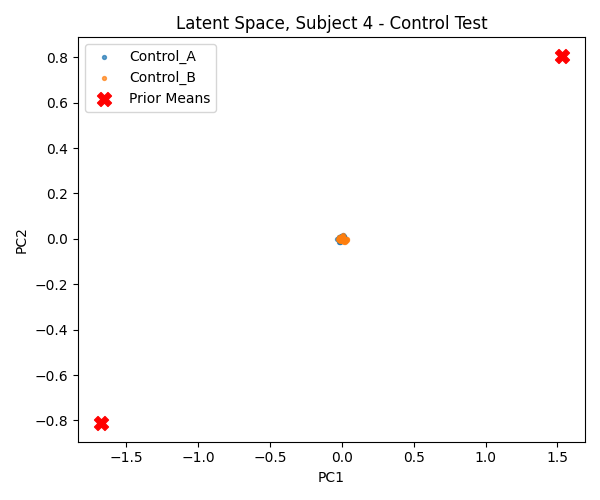 Latent Space, Subject 4 - Control Test
Control_A
Control_B
Prior Means
0.8
0.6
0.4
0.2
0.0
−0.2
−0.4
−0.6
−0.8
PC2
−1.5
−1.0
−0.5
0.0
0.5
1.0
1.5
PC1